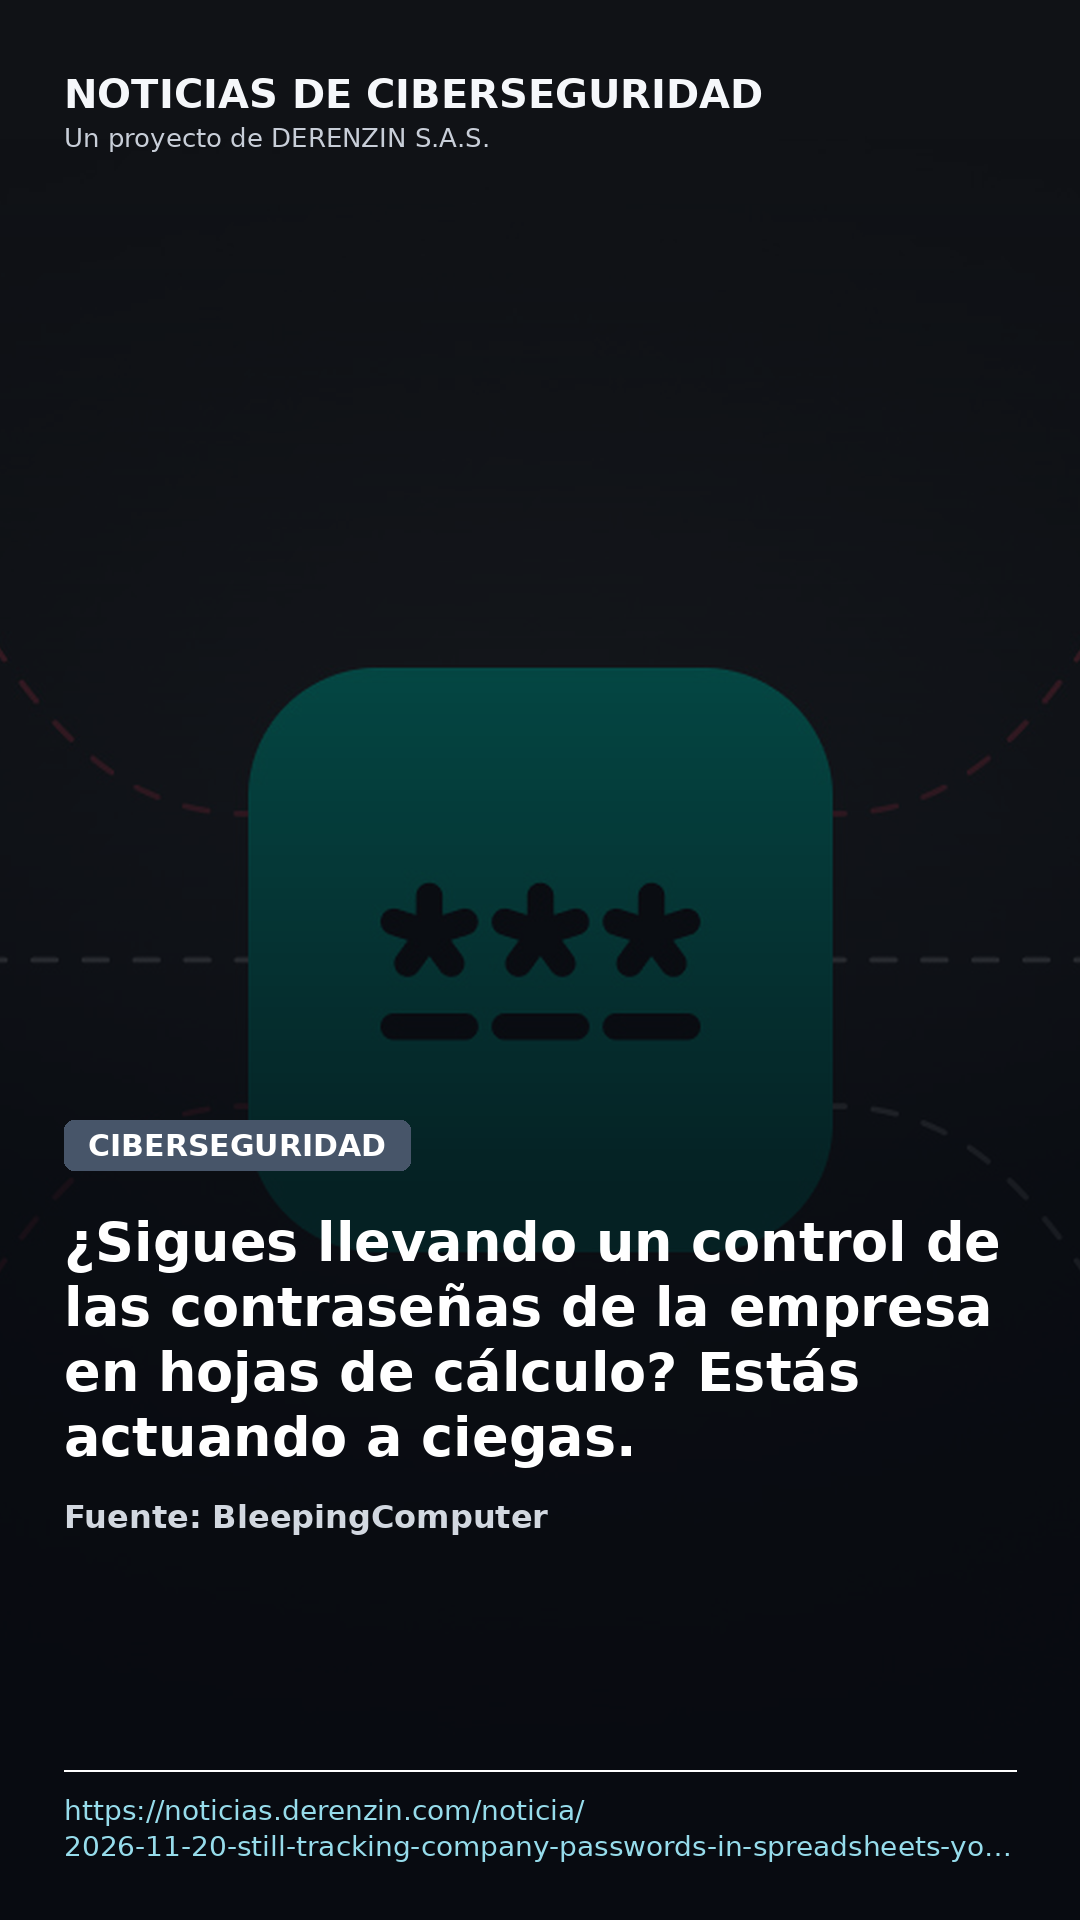 NOTICIAS DE CIBERSEGURIDAD
Un proyecto de DERENZIN S.A.S.
***
CIBERSEGURIDAD
¿Sigues llevando un control de
las contraseñas de la empresa
en hojas de cálculo? Estás
actuando a ciegas.
Fuente: BleepingComputer
https://noticias.derenzin.com/noticia/
2026-11-20-still-tracking-company-passwords-in-spreadsheets-yo…